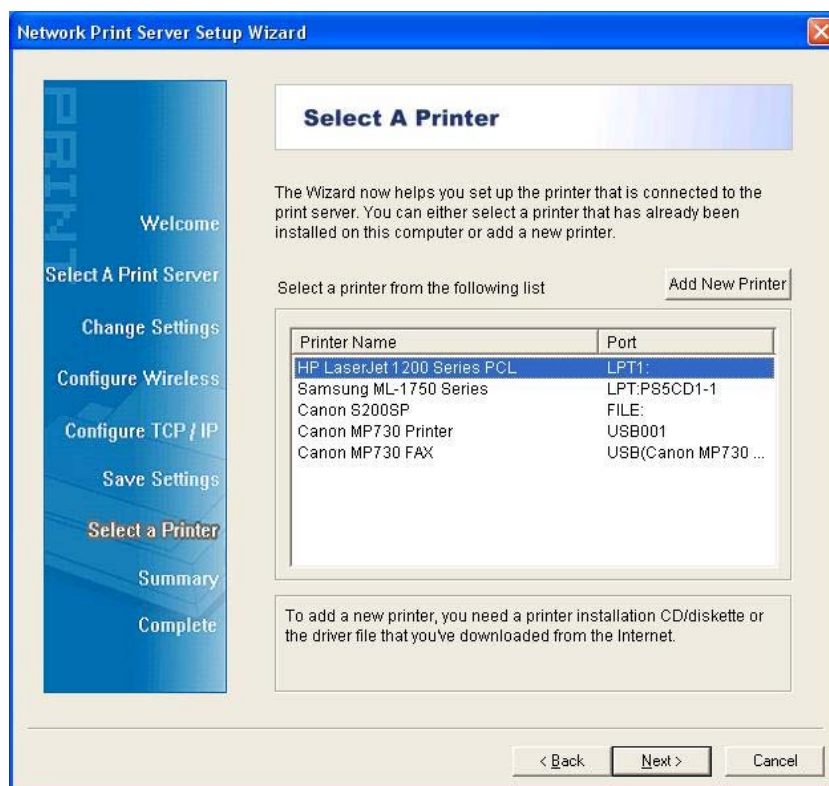 Network Print Server Setup Wizard
PRINT
Welcome
Select A Print Server
Change Settings
Configure Wireless
Configure TCP / IP
Save Settings
Select a Printer
Summary
Complete
Select A Printer
The Wizard now helps you set up the printer that is connected to the
print server. You can either select a printer that has already been
installed on this computer or add a new printer.
Select a printer from the following list
Add New Printer
Printer Name Port
HP LaserJet 1200 Series PCL LPT1:
Samsung ML-1750 Series LPT:PS5CD1-1
Canon S200SP FILE:
Canon MP730 Printer USB001
Canon MP730 FAX USB(Canon MP730 ...
To add a new printer, you need a printer installation CD/diskette or
the driver file that you've downloaded from the Internet.
< Back Next > Cancel